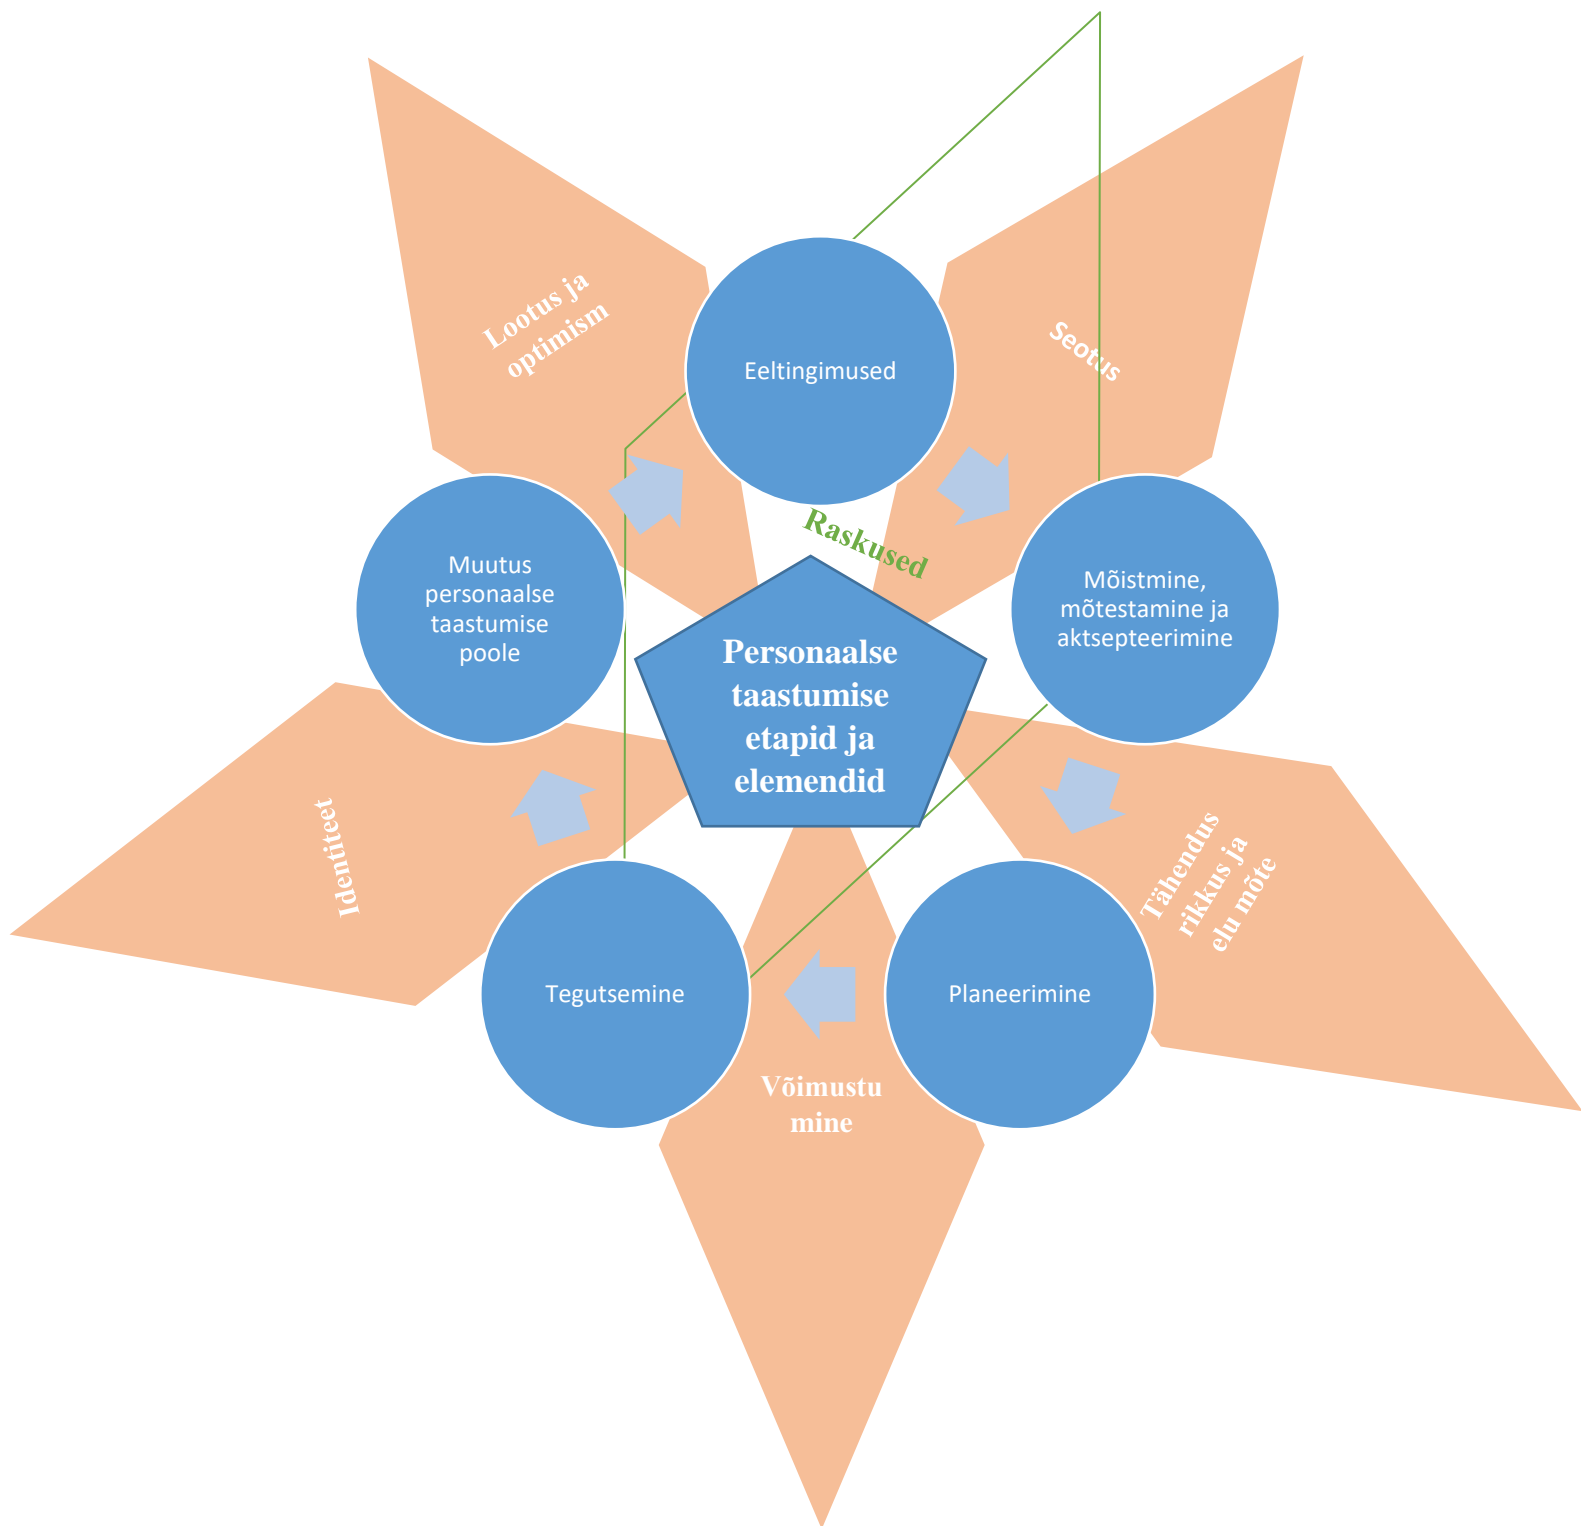 Lootus ja
optimism
Seotus
Eeltingimused
Raskused
Muutus
personaalse
taastumise
poole
Mõistmine,
mõtestamine ja
aktsepteerimine
Personaalse
taastumise
etapid ja
elemendid
Identiteet
Tähendus
rikkus ja
elu mõte
Tegutsemine
Planeerimine
Võimustu
mine